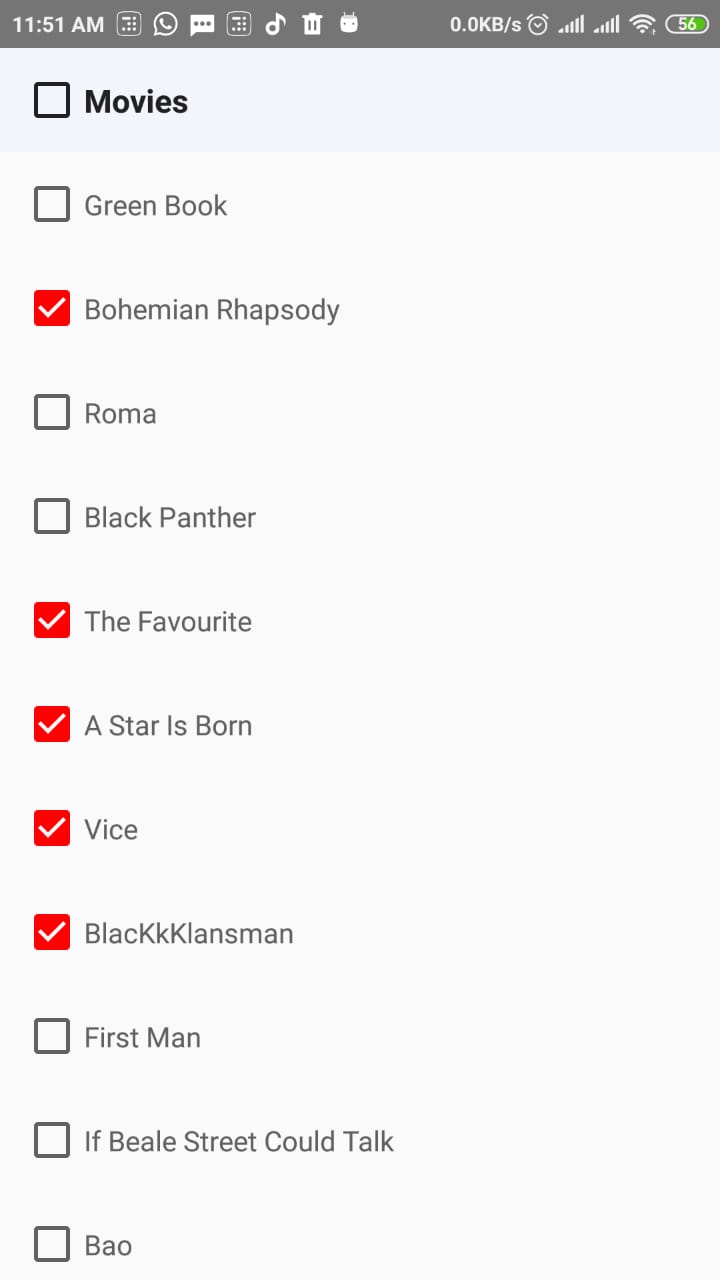 11:51 AM 0.0KB/s 56
Movies
Green Book
Bohemian Rhapsody
Roma
Black Panther
The Favourite
A Star Is Born
Vice
BlacKkKlansman
First Man
If Beale Street Could Talk
Bao